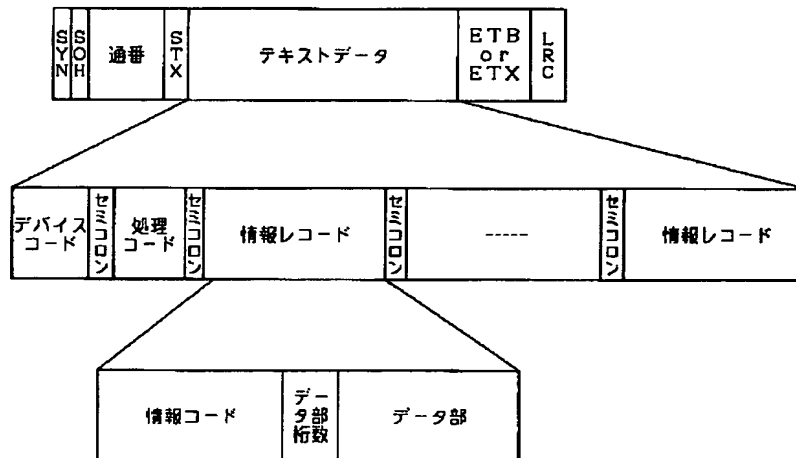 SYN
SOH
通番
STX
テキストデータ
ETB
or
ETX
LRC
デバイス
コード
セミコロン
処理
コード
セミコロン
情報レコード
セミコロン
-----
セミコロン
情報レコード
情報コード
デー
タ部
桁数
データ部